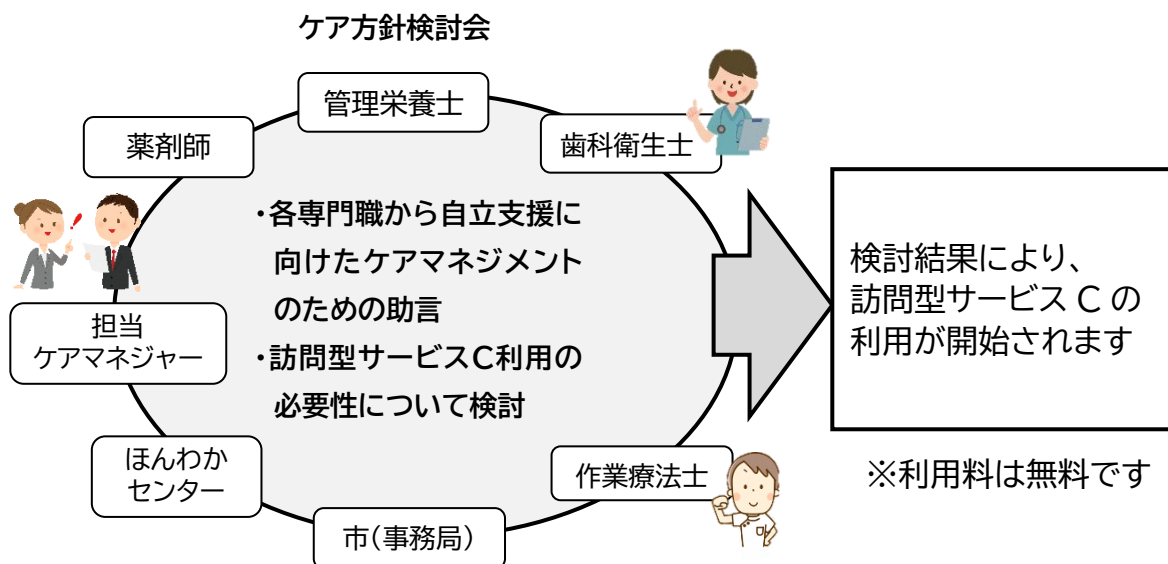 ケア方針検討会
管理栄養士
薬剤師
歯科衛生士
・各専門職から自立支援に
向けたケアマネジメント
のための助言
・訪問型サービスC利用の
必要性について検討
担当
ケアマネジャー
ほんわか
センター
作業療法士
市(事務局)
検討結果により、
訪問型サービス C の
利用が開始されます
※利用料は無料です